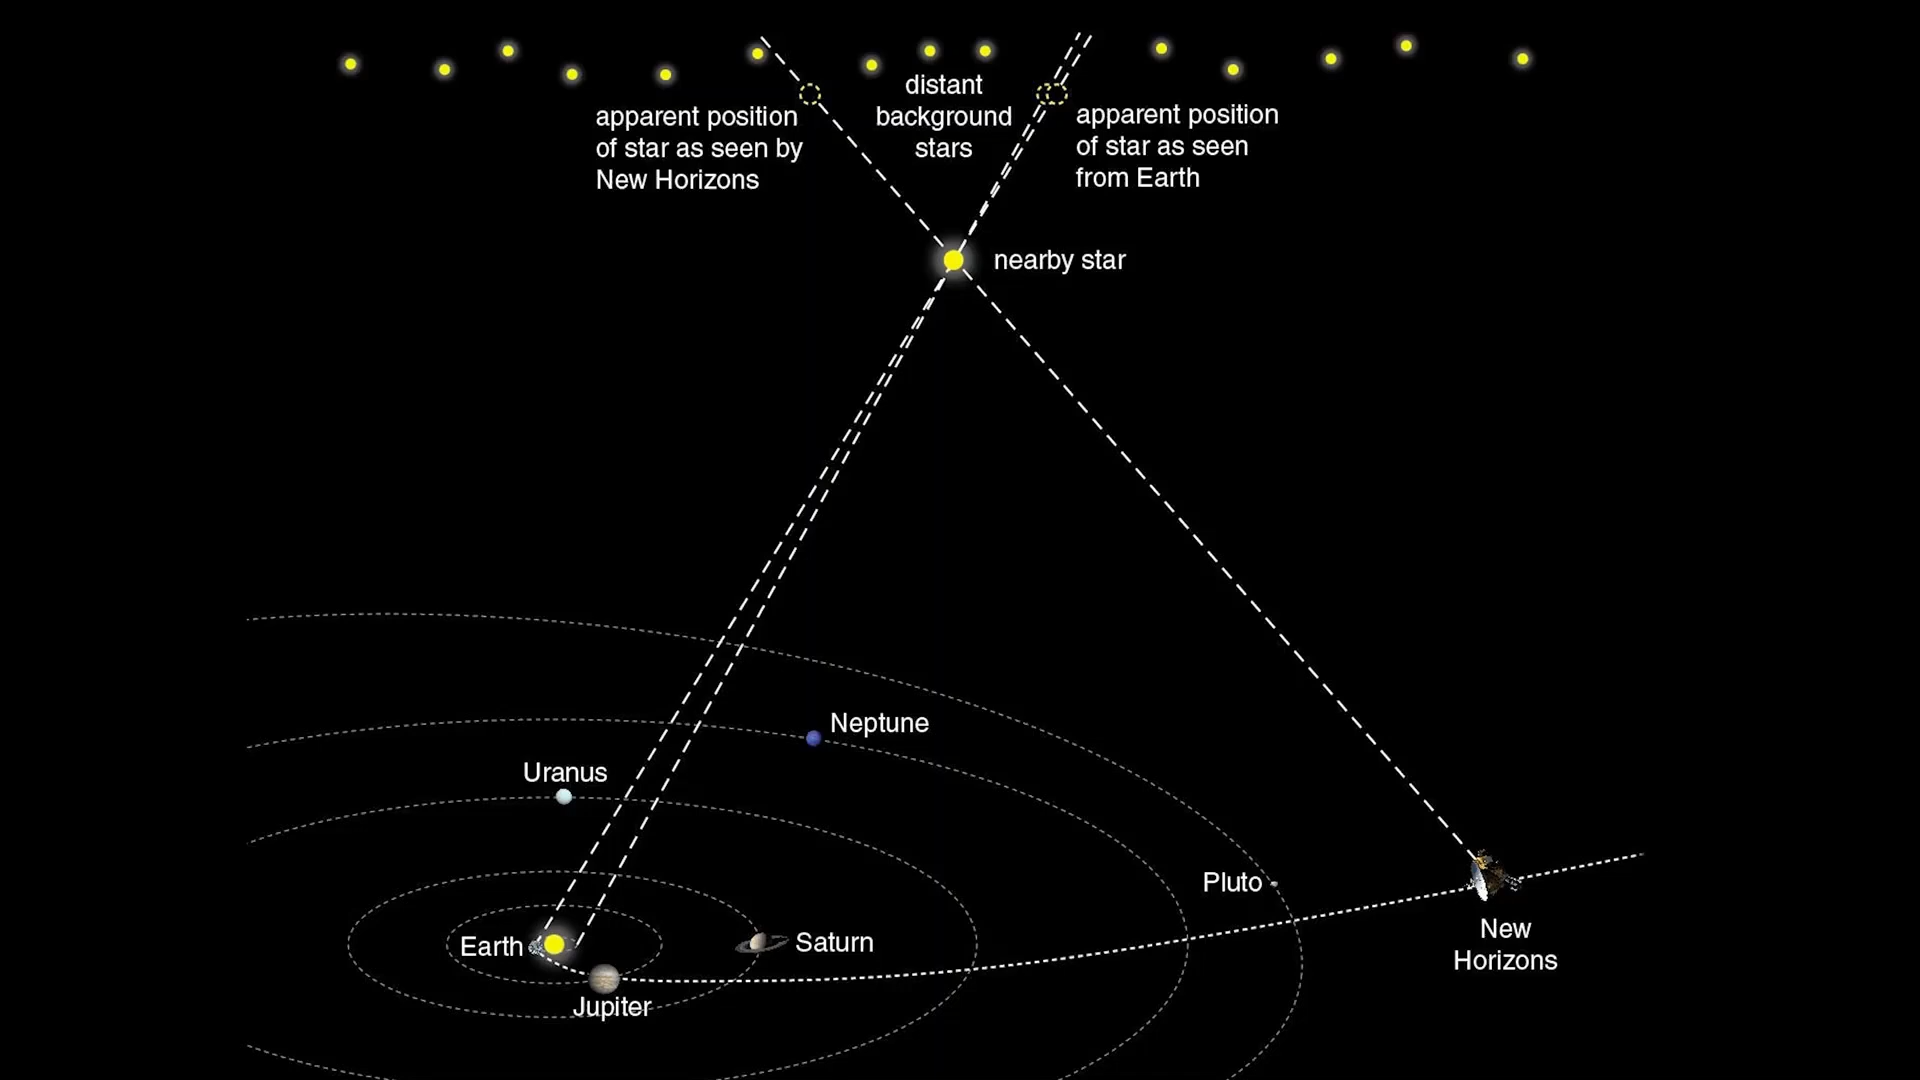 distant
background
stars
apparent position
of star as seen by
New Horizons
apparent position
of star as seen
from Earth
nearby star
Neptune
Uranus
Pluto
Earth
Saturn
New
Horizons
Jupiter